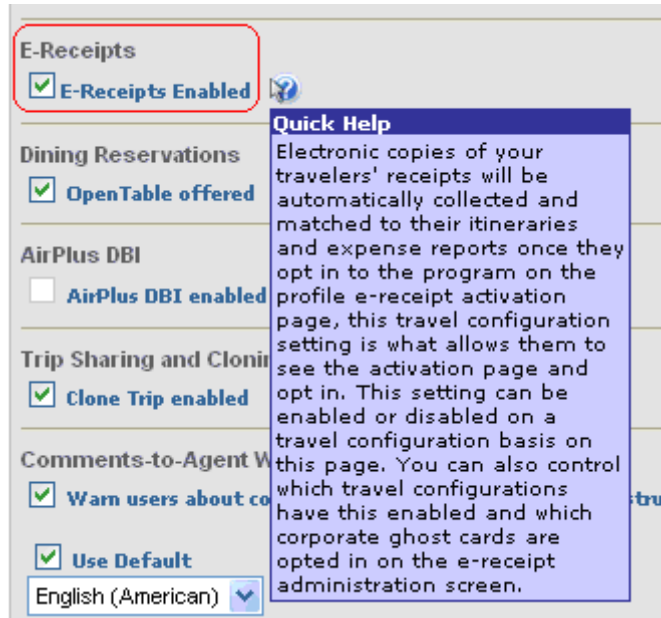 E-Receipts
E-Receipts Enabled
Quick Help
Electronic copies of your
travelers' receipts will be
automatically collected and
matched to their itineraries
and expense reports once they
opt in to the program on the
profile e-receipt activation
page, this travel configuration
setting is what allows them to
see the activation page and
opt in. This setting can be
enabled or disabled on a
travel configuration basis on
this page. You can also control
which travel configurations
have this enabled and which
corporate ghost cards are
opted in on the e-receipt
administration screen.
Dining Reservations
OpenTable offered
AirPlus DBI
AirPlus DBI enabled
Trip Sharing and
Clone Trip enabled
Comments-to-Agent
Warn users about
Use Default
English (American)